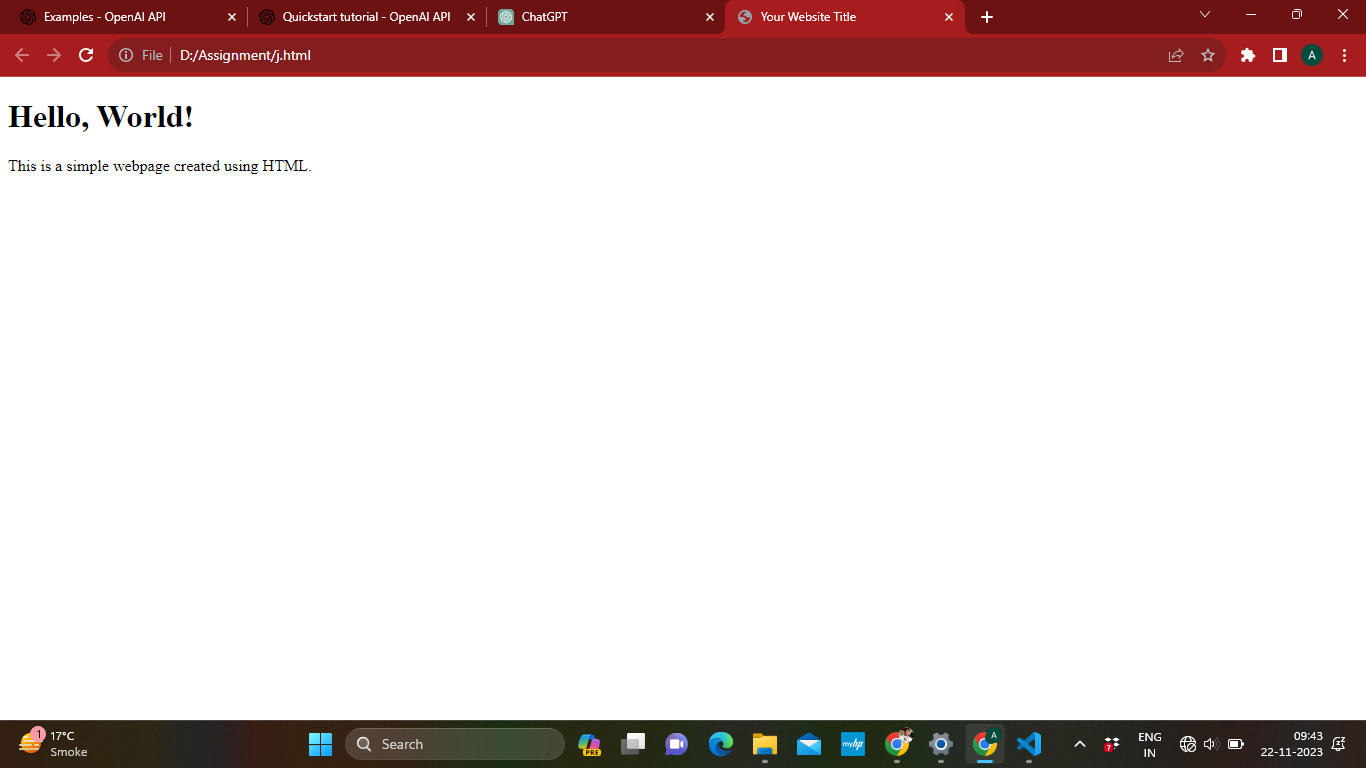 Examples - OpenAI API
Quickstart tutorial - OpenAI API
ChatGPT
Your Website Title
File
D:/Assignment/j.html
A
Hello, World!
This is a simple webpage created using HTML.
1
17°C
Smoke
Search
PRE
myhp
A
7
ENG
IN
09:43
22-11-2023